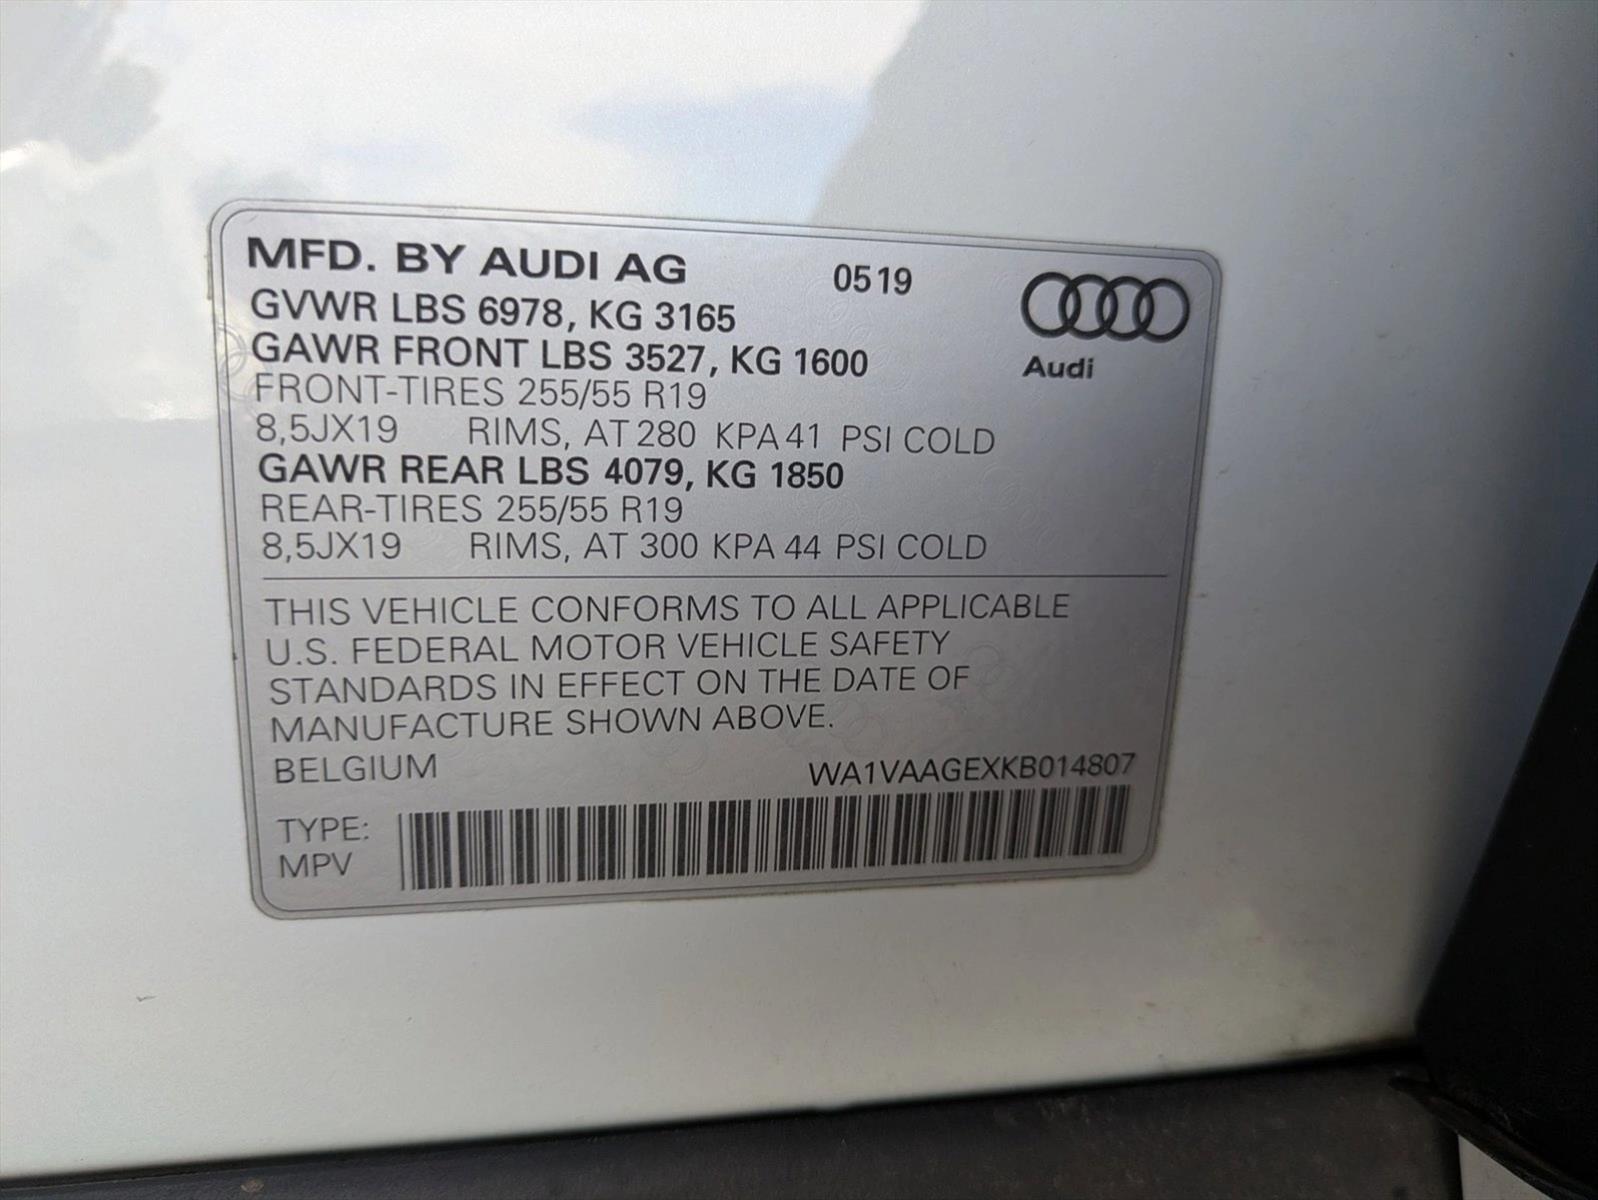 MFD. BY AUDI AG 0519
GVWR LBS 6978, KG 3165
GAWR FRONT LBS 3527, KG 1600
Audi
FRONT-TIRES 255/55 R19
8,5JX19 RIMS, AT 280 KPA 41 PSI COLD
GAWR REAR LBS 4079, KG 1850
REAR-TIRES 255/55 R19
8,5JX19 RIMS, AT 300 KPA 44 PSI COLD
THIS VEHICLE CONFORMS TO ALL APPLICABLE
U.S. FEDERAL MOTOR VEHICLE SAFETY
STANDARDS IN EFFECT ON THE DATE OF
MANUFACTURE SHOWN ABOVE.
BELGIUM WA1VAAGEXKB014807
TYPE:
MPV